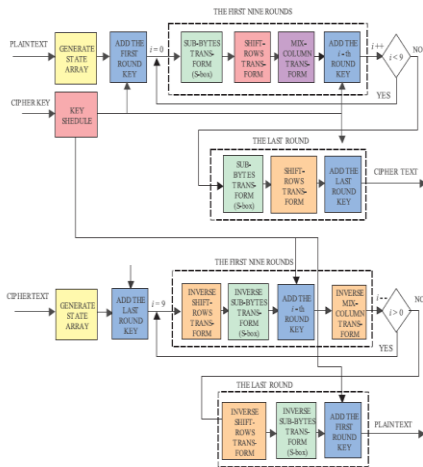 THE FIRST NINE ROUNDS
PLAINTEXT
GENERATE
STATE
ARRAY
ADD THE
FIRST
ROUND
KEY
i = 0
SUB-BYTES
TRANS-
FORM
(S-box)
SHIFT-
ROWS
TRANS-
FORM
MIX-
COLUMN
TRANS-
FORM
ADD THE
i-th
ROUND
KEY
i ++
i < 9
NO
YES
CIPHER KEY
KEY
SHEDULE
THE LAST ROUND
SUB-
BYTES
TRANS-
FORM
(S-box)
SHIFT-
ROWS
TRANS-
FORM
ADD THE
LAST
ROUND
KEY
CIPHER TEXT
THE FIRST NINE ROUNDS
CIPHERTEXT
GENERATE
STATE
ARRAY
ADD THE
LAST
ROUND
KEY
i = 9
INVERSE
SHIFT-
ROWS
TRANS-
FORM
INVERSE
SUB-BYTES
TRANS-
FORM
(S-box)
ADD THE
i-th
ROUND
KEY
INVERSE
MIX-
COLUMN
TRANS-
FORM
i - -
i > 0
NO
YES
THE LAST ROUND
INVERSE
SHIFT-
ROWS
TRANS-
FORM
INVERSE
SUB-BYTES
TRANS-
FORM
(S-box)
ADD THE
FIRST
ROUND
KEY
PLAINTEXT